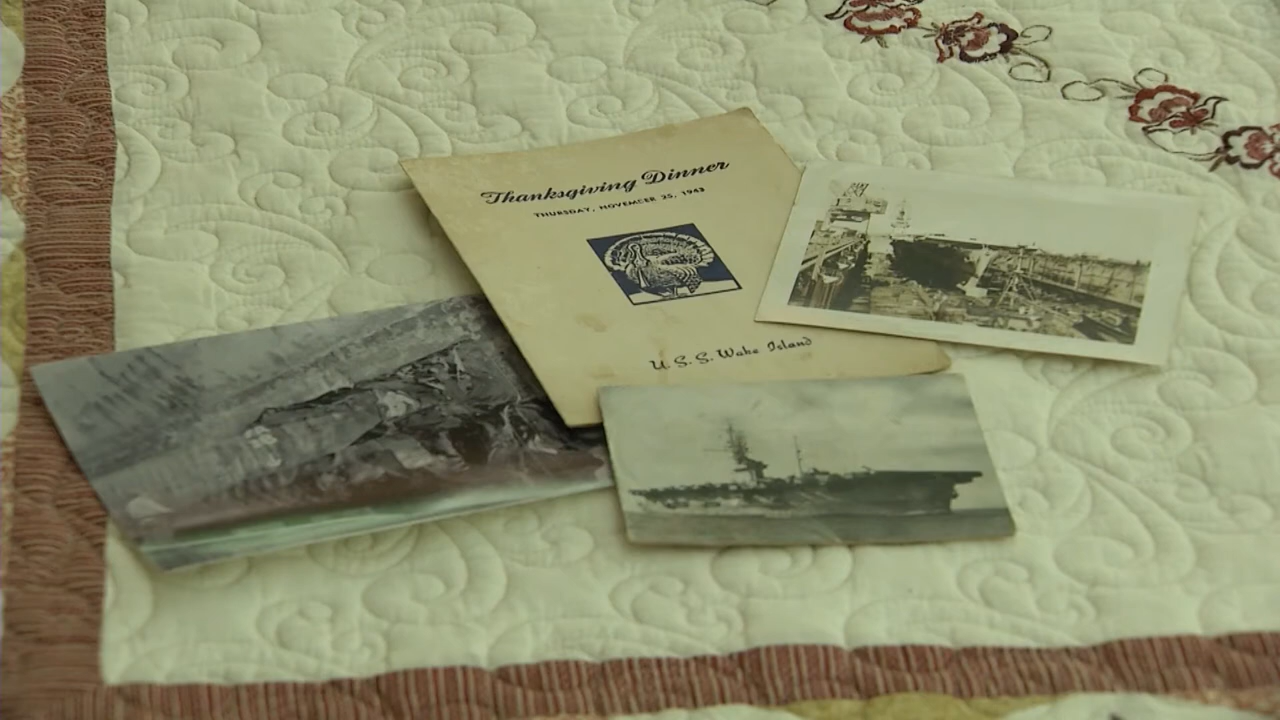 Thanksgiving Dinner
THURSDAY, NOVEMBER 25, 1943
U. S. S. Wake Island